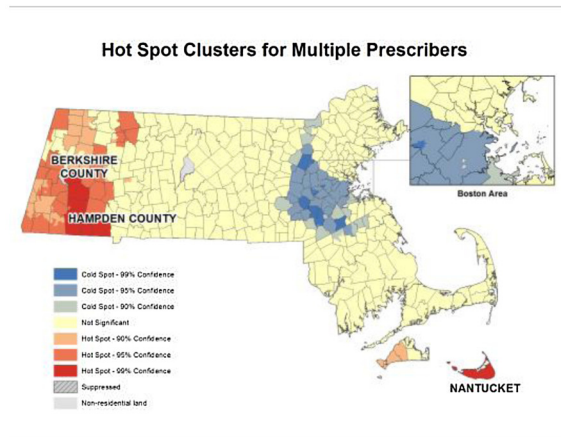 Hot Spot Clusters for Multiple Prescribers
BERKSHIRE
COUNTY
HAMPDEN COUNTY
Boston Area
Cold Spot - 99% Confidence
Cold Spot - 95% Confidence
Cold Spot - 90% Confidence
Not Significant
Hot Spot - 90% Confidence
Hot Spot - 95% Confidence
Hot Spot - 99% Confidence
Suppressed
Non-residential land
NANTUCKET